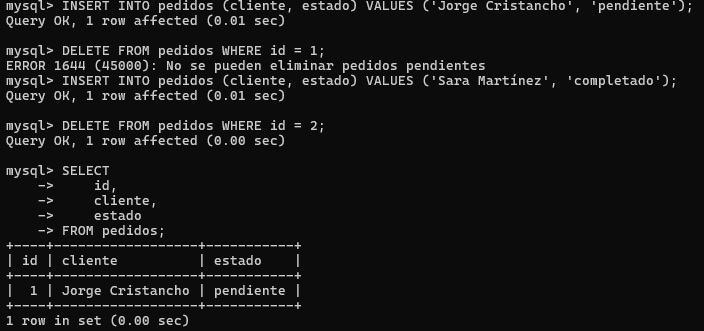 mysql> INSERT INTO pedidos (cliente, estado) VALUES ('Jorge Cristancho', 'pendiente');
Query OK, 1 row affected (0.01 sec)

mysql> DELETE FROM pedidos WHERE id = 1;
ERROR 1644 (45000): No se pueden eliminar pedidos pendientes
mysql> INSERT INTO pedidos (cliente, estado) VALUES ('Sara Martínez', 'completado');
Query OK, 1 row affected (0.01 sec)

mysql> DELETE FROM pedidos WHERE id = 2;
Query OK, 1 row affected (0.00 sec)

mysql> SELECT
    ->     id,
    ->     cliente,
    ->     estado
    -> FROM pedidos;
+----+------------------+-----------+
| id | cliente          | estado    |
+----+------------------+-----------+
|  1 | Jorge Cristancho | pendiente |
+----+------------------+-----------+
1 row in set (0.00 sec)